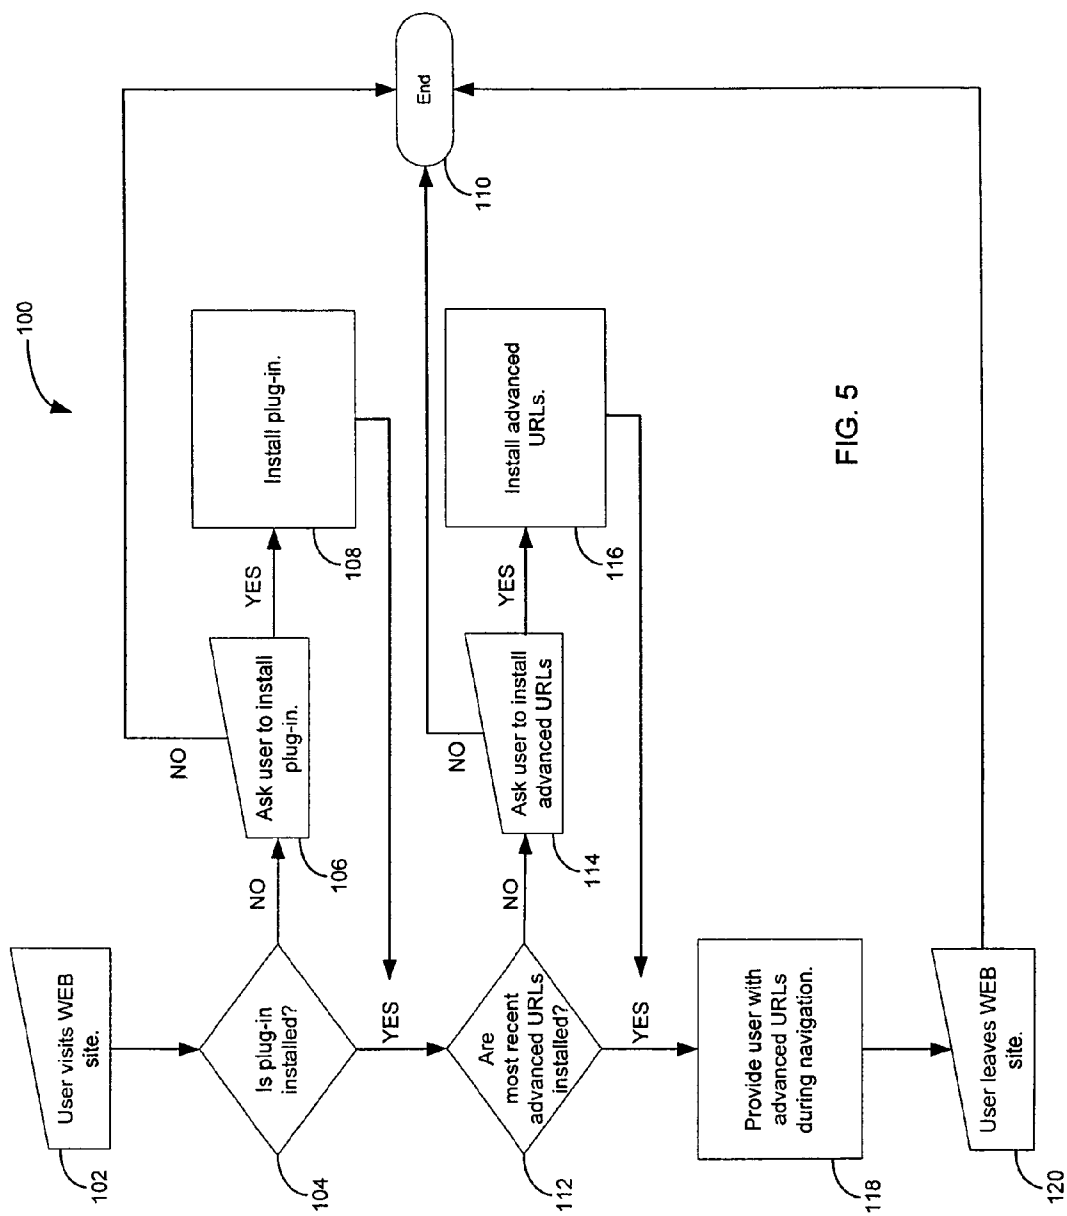 100
User visits WEB
site.
102
Is plug-in
installed?
104
NO
Ask user to install
plug-in.
106
NO
YES
Install plug-in.
108
End
110
YES
Are
most recent
advanced URLs
installed?
112
NO
Ask user to install
advanced URLs
114
NO
YES
Install advanced
URLs.
116
YES
Provide user with
advanced URLs
during navigation.
118
User leaves WEB
site.
120
FIG. 5